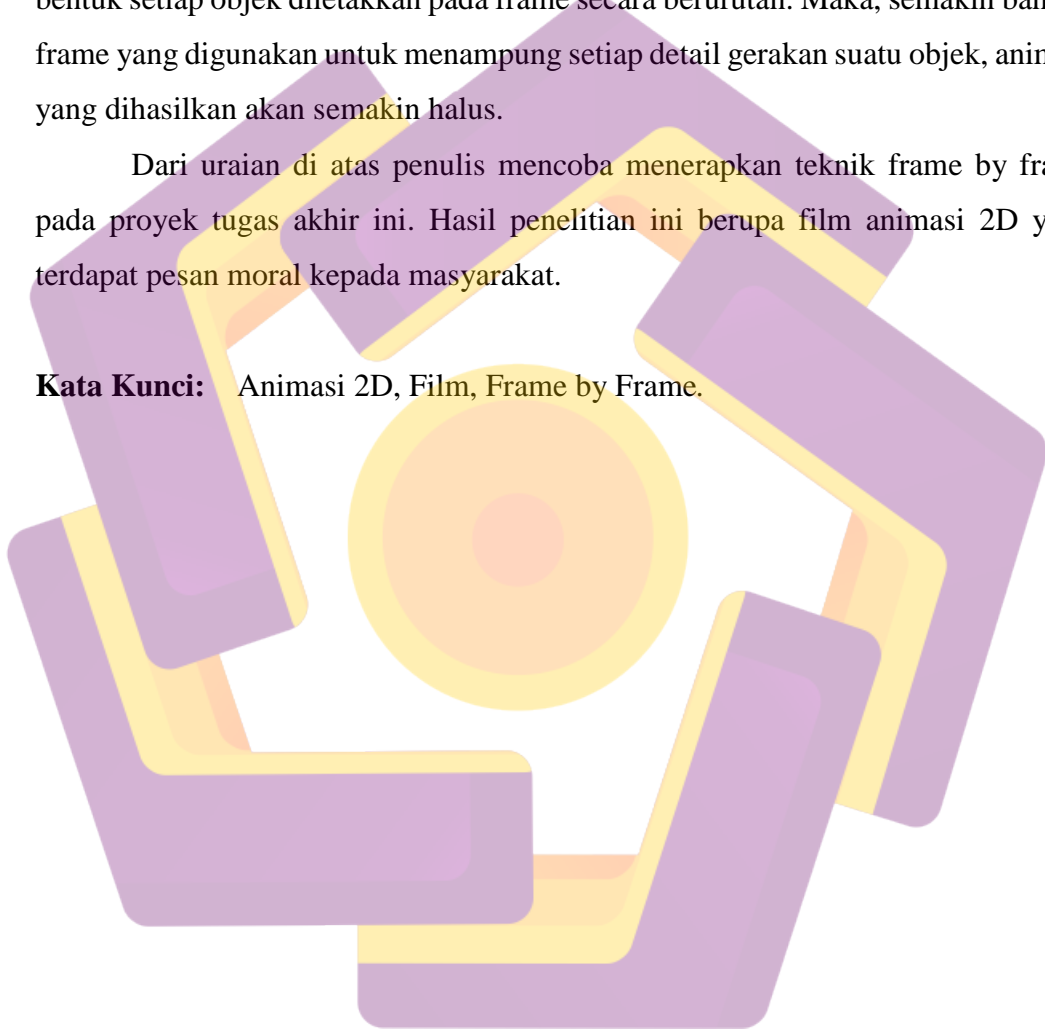 bentuk setiap objek diletakkan pada frame secara berurutan. Maka, semakin
frame yang digunakan untuk menampung setiap detail gerakan suatu objek,
yang dihasilkan akan semakin halus.
Dari uraian di atas penulis mencoba menerapkan teknik frame by
pada proyek tugas akhir ini. Hasil penelitian ini berupa film animasi 2D
terdapat pesan moral kepada masyarakat.
Kata Kunci: Animasi 2D, Film, Frame by Frame.